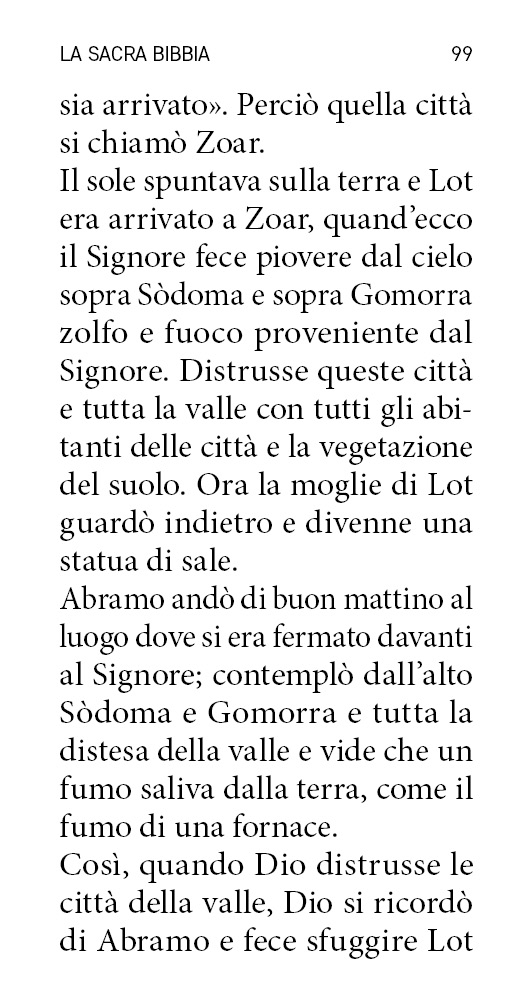 LA SACRA BIBBIA 99
sia arrivato». Perciò quella città
si chiamò Zoar.
Il sole spuntava sulla terra e Lot
era arrivato a Zoar, quand’ecco
il Signore fece piovere dal cielo
sopra Sòdoma e sopra Gomorra
zolfo e fuoco proveniente dal
Signore. Distrusse queste città
e tutta la valle con tutti gli abi-
tanti delle città e la vegetazione
del suolo. Ora la moglie di Lot
guardò indietro e divenne una
statua di sale.
Abramo andò di buon mattino al
luogo dove si era fermato davanti
al Signore; contemplò dall’alto
Sòdoma e Gomorra e tutta la
distesa della valle e vide che un
fumo saliva dalla terra, come il
fumo di una fornace.
Così, quando Dio distrusse le
città della valle, Dio si ricordò
di Abramo e fece sfuggire Lot